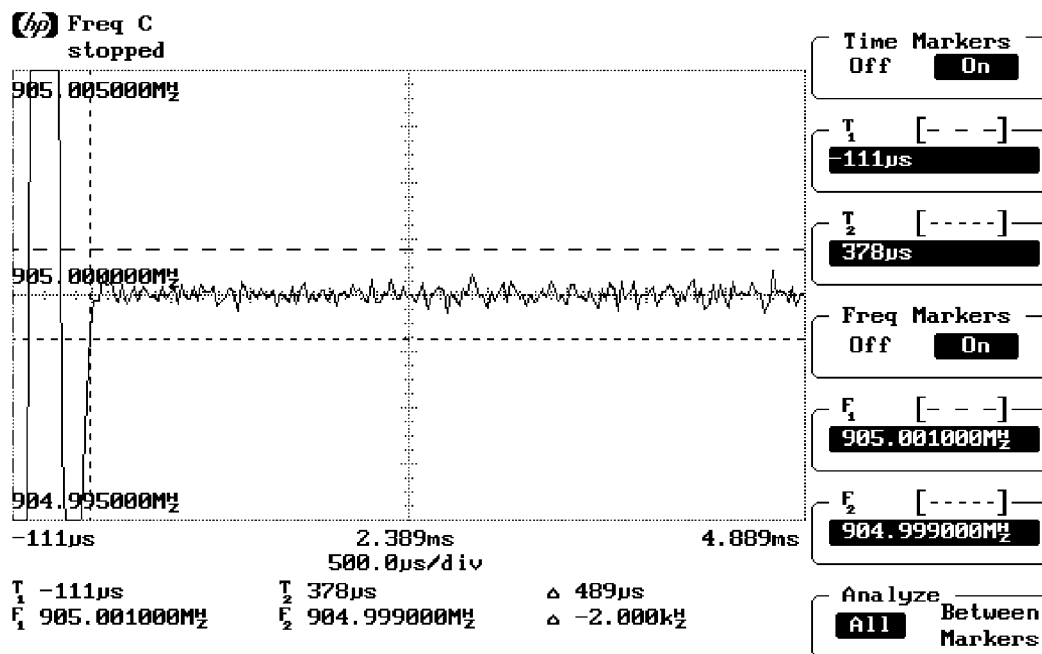 hp Freq C
stopped
905.005000MHz
905.000000MHz
904.995000MHz
-111µs 2.389ms 4.889ms
500.0µs/div
T1 -111µs T2 378µs Δ 489µs
F1 905.001000MHz F2 904.999000MHz Δ -2.000kHz
Time Markers
Off On
T1 [- - -]
-111µs
T2 [-----]
378µs
Freq Markers
Off On
F1 [- - -]
905.001000MHz
F2 [-----]
904.999000MHz
Analyze
All Between
Markers